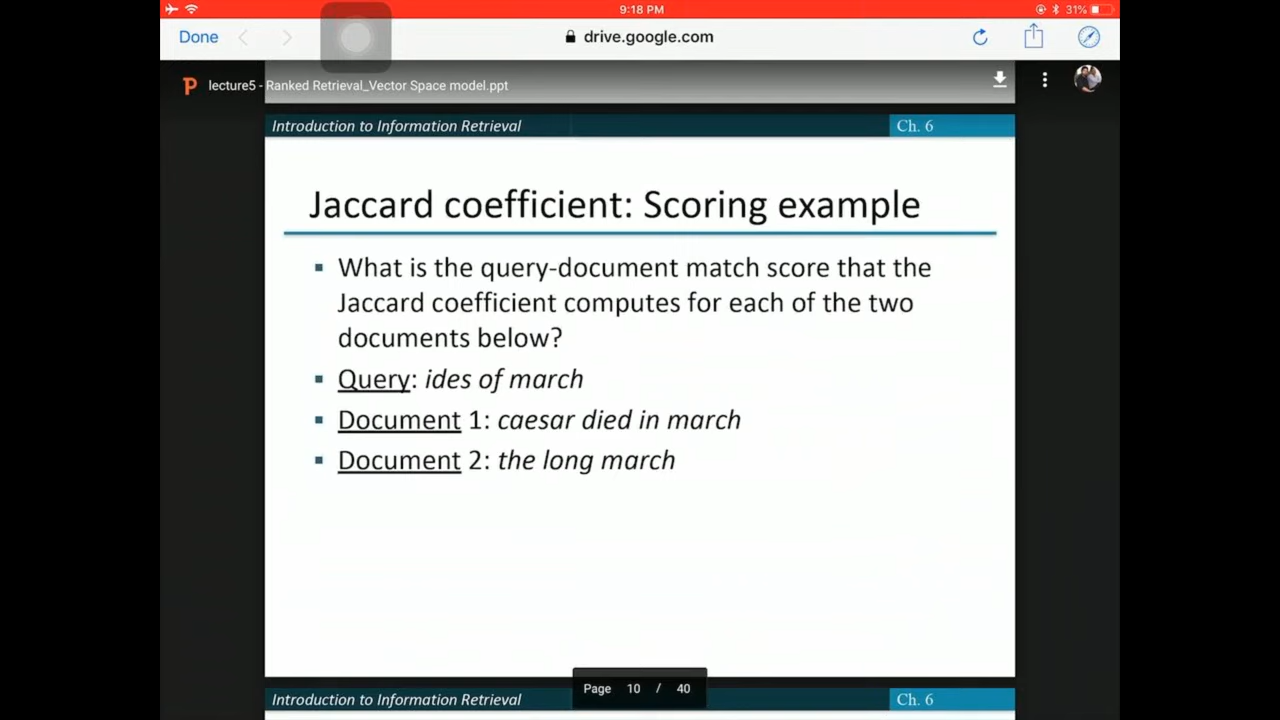 9:18 PM
31%
Done
drive.google.com
lecture5 - Ranked Retrieval_Vector Space model.ppt
Introduction to Information Retrieval Ch. 6
Jaccard coefficient: Scoring example
▪ What is the query-document match score that the
Jaccard coefficient computes for each of the two
documents below?
▪ Query: ides of march
▪ Document 1: caesar died in march
▪ Document 2: the long march
Page 10 / 40
Introduction to Information Retrieval Ch. 6